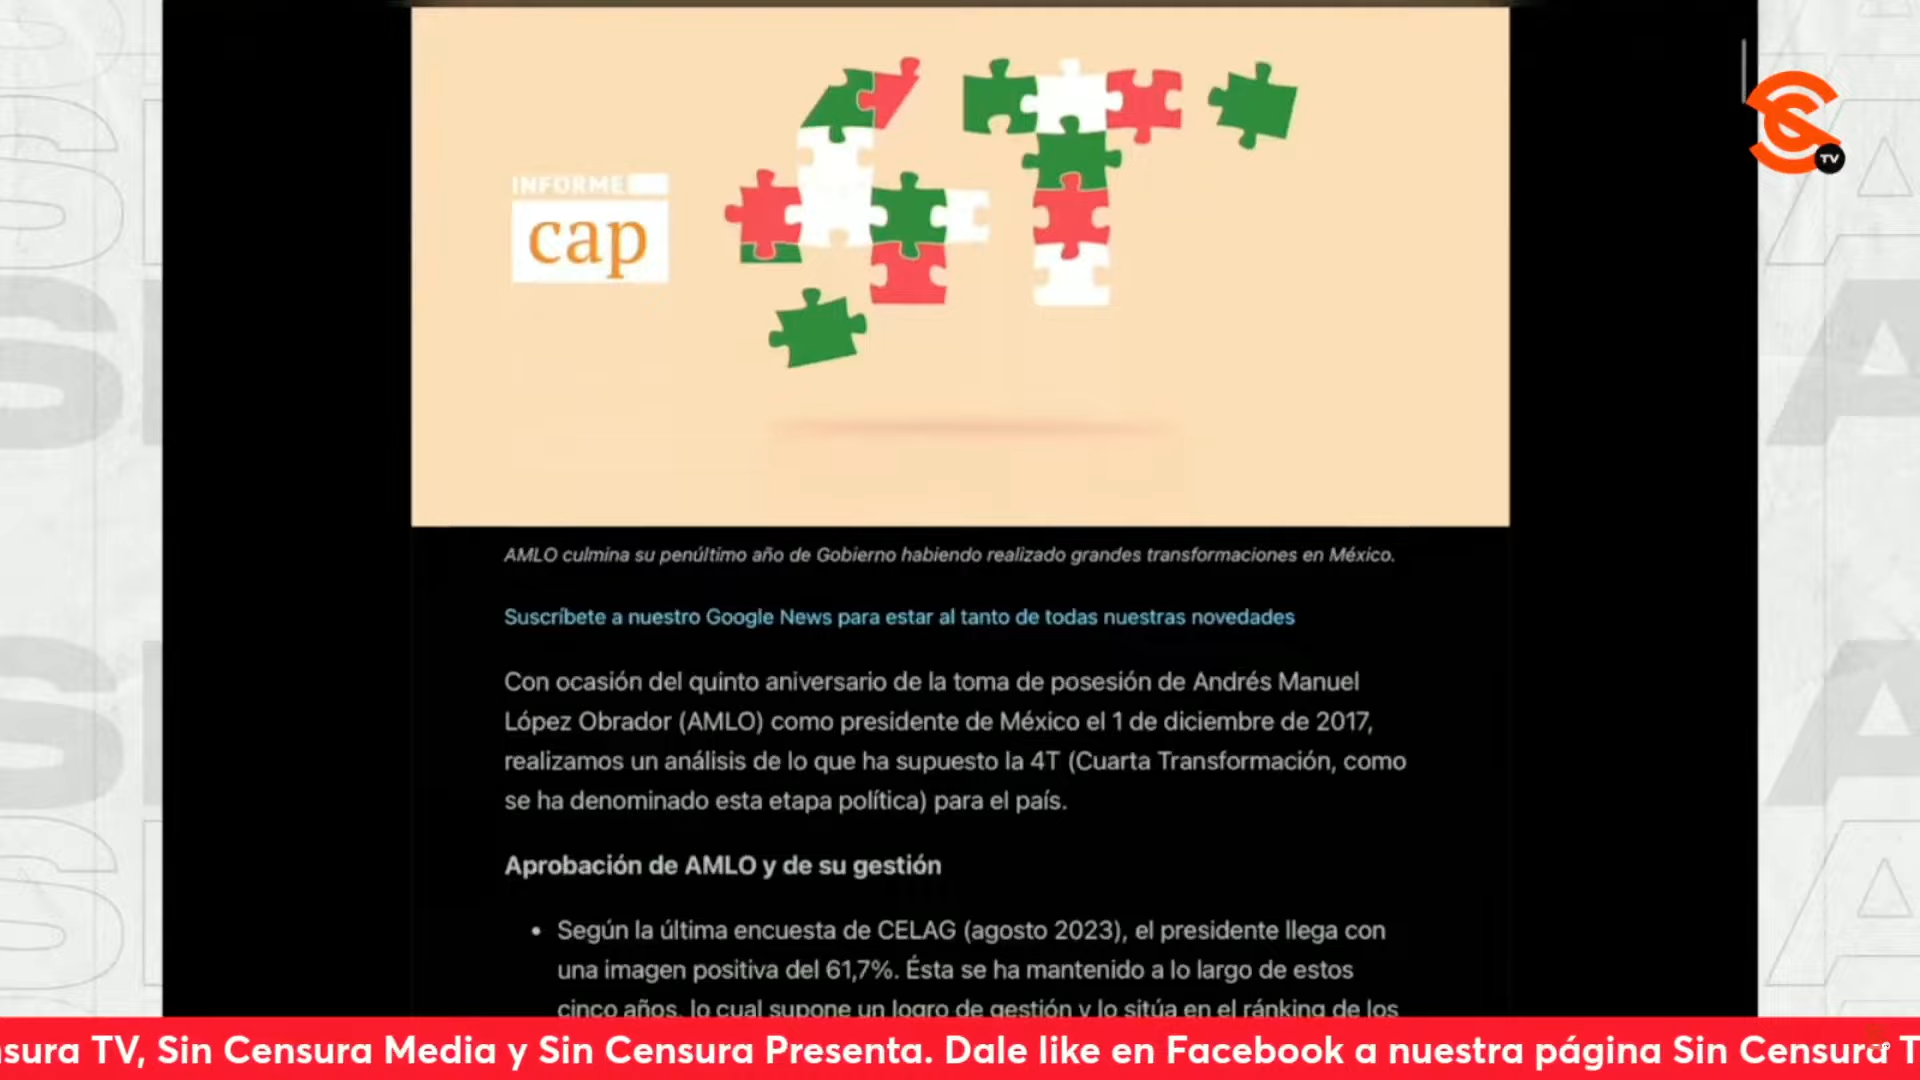 INFORME
cap
4T
TV
AMLO culmina su penúltimo año de Gobierno habiendo realizado grandes transformaciones en México.
Suscríbete a nuestro Google News para estar al tanto de todas nuestras novedades
Con ocasión del quinto aniversario de la toma de posesión de Andrés Manuel
López Obrador (AMLO) como presidente de México el 1 de diciembre de 2017,
realizamos un análisis de lo que ha supuesto la 4T (Cuarta Transformación, como
se ha denominado esta etapa política) para el país.
Aprobación de AMLO y de su gestión
• Según la última encuesta de CELAG (agosto 2023), el presidente llega con
una imagen positiva del 61,7%. Ésta se ha mantenido a lo largo de estos
cinco años, lo cual supone un logro de gestión y lo sitúa en el ránking de los
nsura TV, Sin Censura Media y Sin Censura Presenta. Dale like en Facebook a nuestra página Sin Censura T